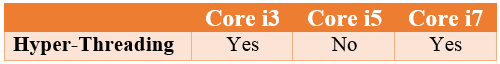 Core i3 Core i5 Core i7
Hyper-Threading Yes No Yes